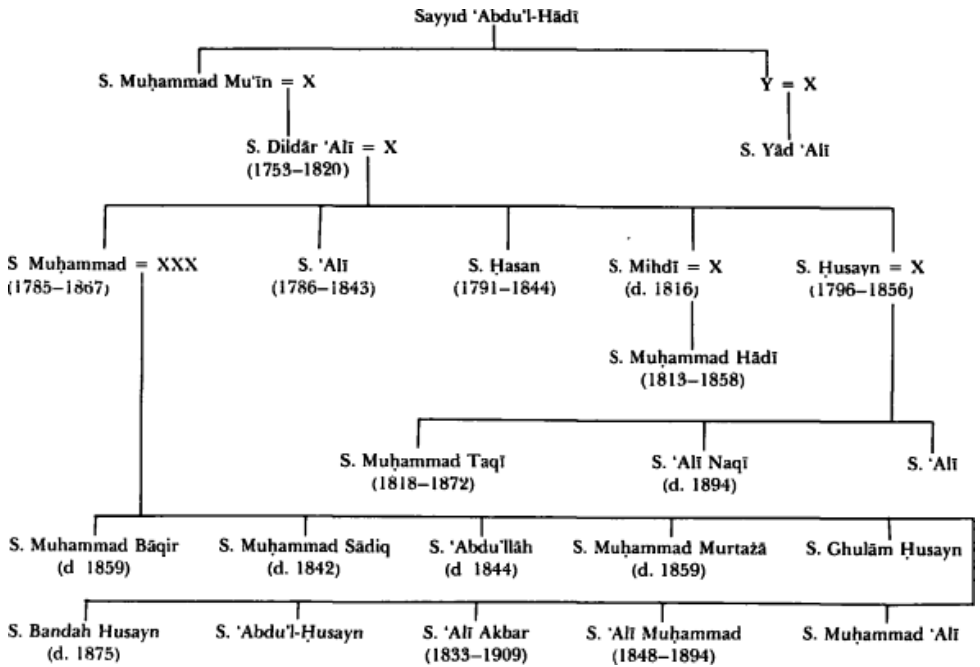 Sayyid ‘Abdu’l-Hādī
S. Muḥammad Mu‘īn = X
Y = X
S. Dildār ‘Alī = X
(1753–1820)
S. Yād ‘Alī
S Muḥammad = XXX
(1785–1867)
S. ‘Alī
(1786–1843)
S. Ḥasan
(1791–1844)
S. Mihdī = X
(d. 1816)
S. Ḥusayn = X
(1796–1856)
S. Muḥammad Hādī
(1813–1858)
S. Muḥammad Taqī
(1818–1872)
S. ‘Alī Naqī
(d. 1894)
S. ‘Alī
S. Muhammad Bāqir
(d 1859)
S. Muḥammad Sādiq
(d. 1842)
S. ‘Abdu’llāh
(d 1844)
S. Muḥammad Murtażā
(d. 1859)
S. Ghulām Ḥusayn
S. Bandah Husayn
(d. 1875)
S. ‘Abdu’l-Ḥusayn
S. ‘Alī Akbar
(1833–1909)
S. ‘Alī Muḥammad
(1848–1894)
S. Muḥammad ‘Alī